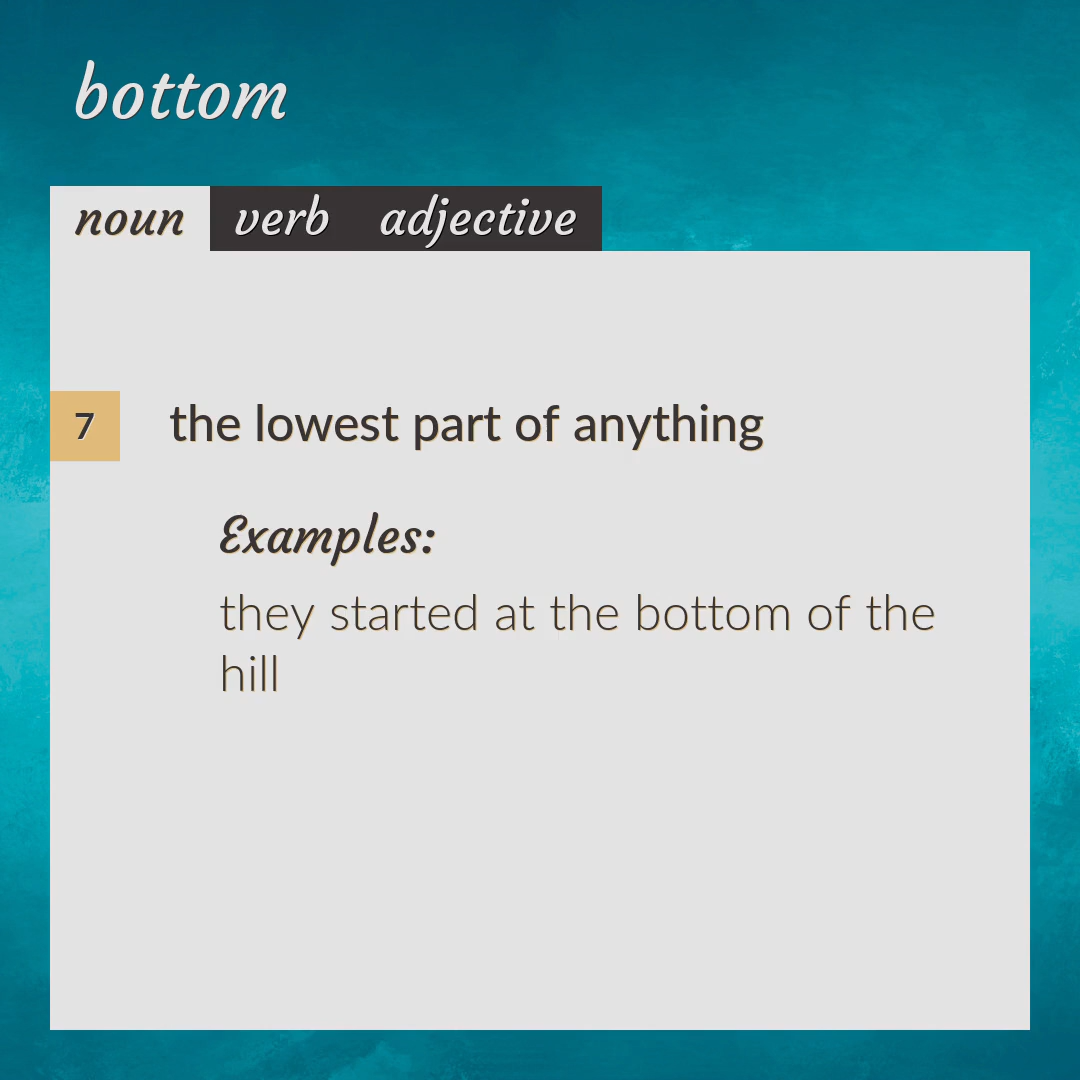 bottom
noun verb adjective
7 the lowest part of anything
Examples:
they started at the bottom of the
hill